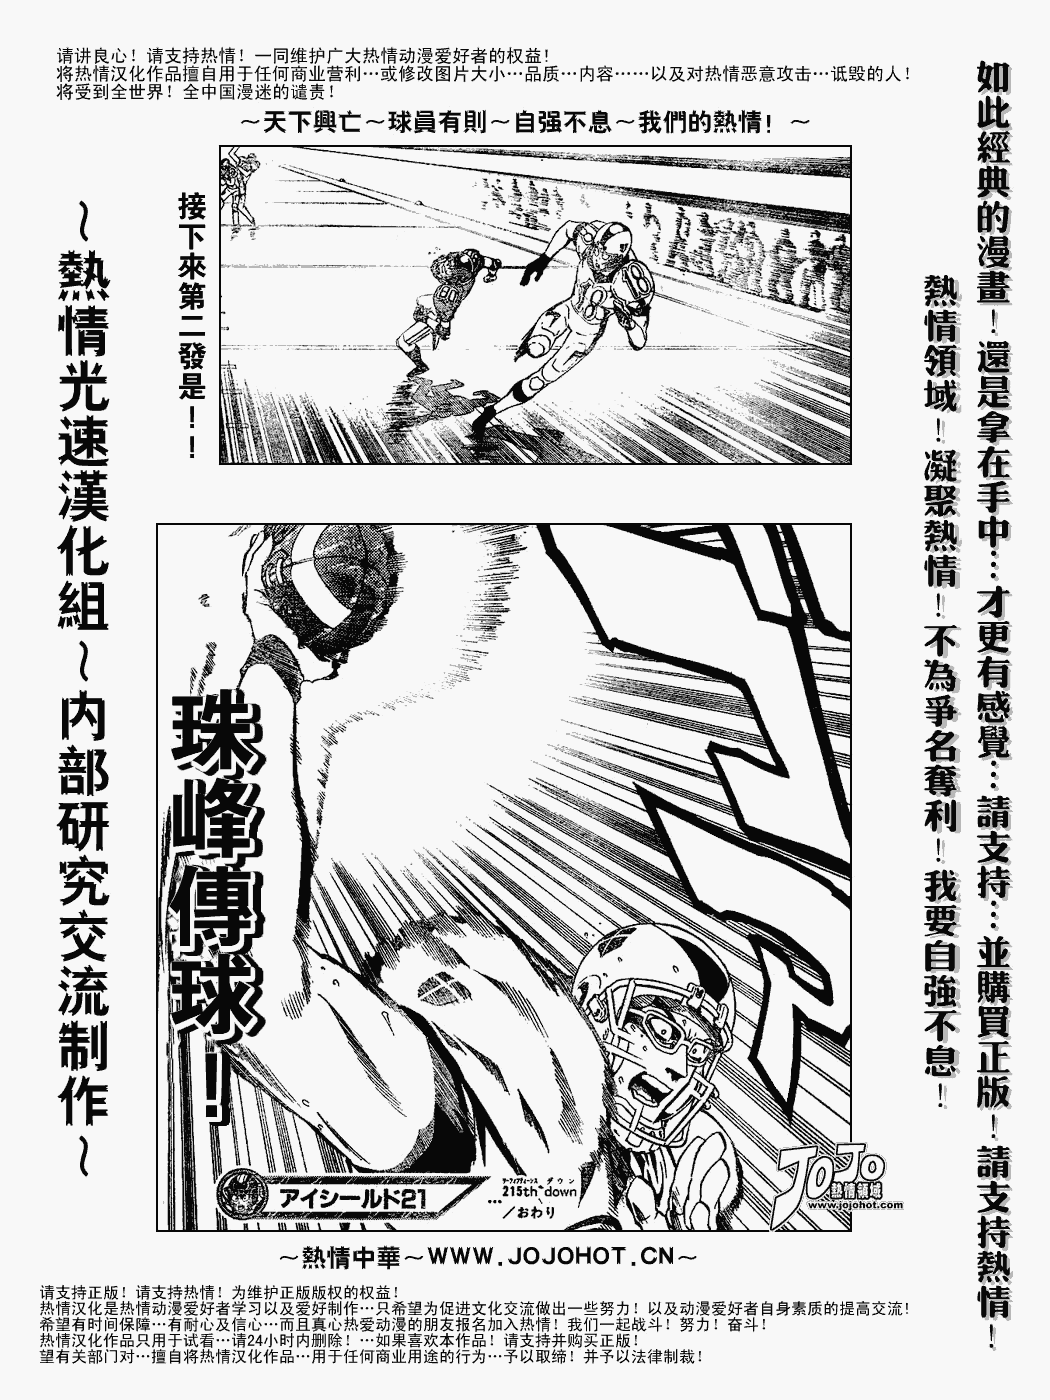 请讲良心！请支持热情！一同维护广大热情动漫爱好者的权益！
将热情汉化作品擅自用于任何商业营利…或修改图片大小…品质…内容……以及对热情恶意攻击…诋毁的人！
将受到全世界！全中国漫迷的谴责！
～天下興亡～球員有則～自强不息～我們的熱情！～
如此經典的漫畫！還是拿在手中…才更有感覺…請支持…並購買正版！請支持熱情！
熱情領域！凝聚熱情！不為爭名奪利！我要自強不息！
接下來第二發是！！
～熱情光速漢化組～内部研究交流制作～
18
18
80
珠峰傳球！
アイシールド21
215th down
…／おわり
JOJO
熱情領域
www.jojohot.com
～熱情中華～WWW.JOJOHOT.CN～
请支持正版！请支持热情！为维护正版版权的权益！
热情汉化是热情动漫爱好者学习以及爱好制作…只希望为促进文化交流做出一些努力！以及动漫爱好者自身素质的提高交流！
希望有时间保障…有耐心及信心…而且真心热爱动漫的朋友报名加入热情！我们一起战斗！努力！奋斗！
热情汉化作品只用于试看…请24小时内删除！…如果喜欢本作品！请支持并购买正版！
望有关部门对…擅自将热情汉化作品…用于任何商业用途的行为…予以取缔！并予以法律制裁！